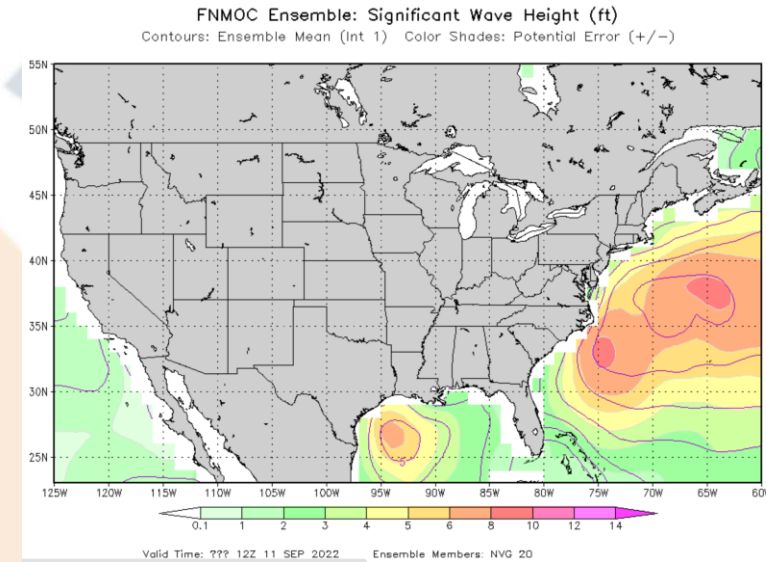 FNMOC Ensemble: Significant Wave Height (ft)
Contours: Ensemble Mean (Int 1) Color Shades: Potential Error (+/−)
55N
50N
45N
40N
35N
30N
25N
125W 120W 115W 110W 105W 100W 95W 90W 85W 80W 75W 70W 65W 60
0.1 1 2 3 4 5 6 8 10 12 14
Valid Time: ??? 12Z 11 SEP 2022 Ensemble Members: NVG 20